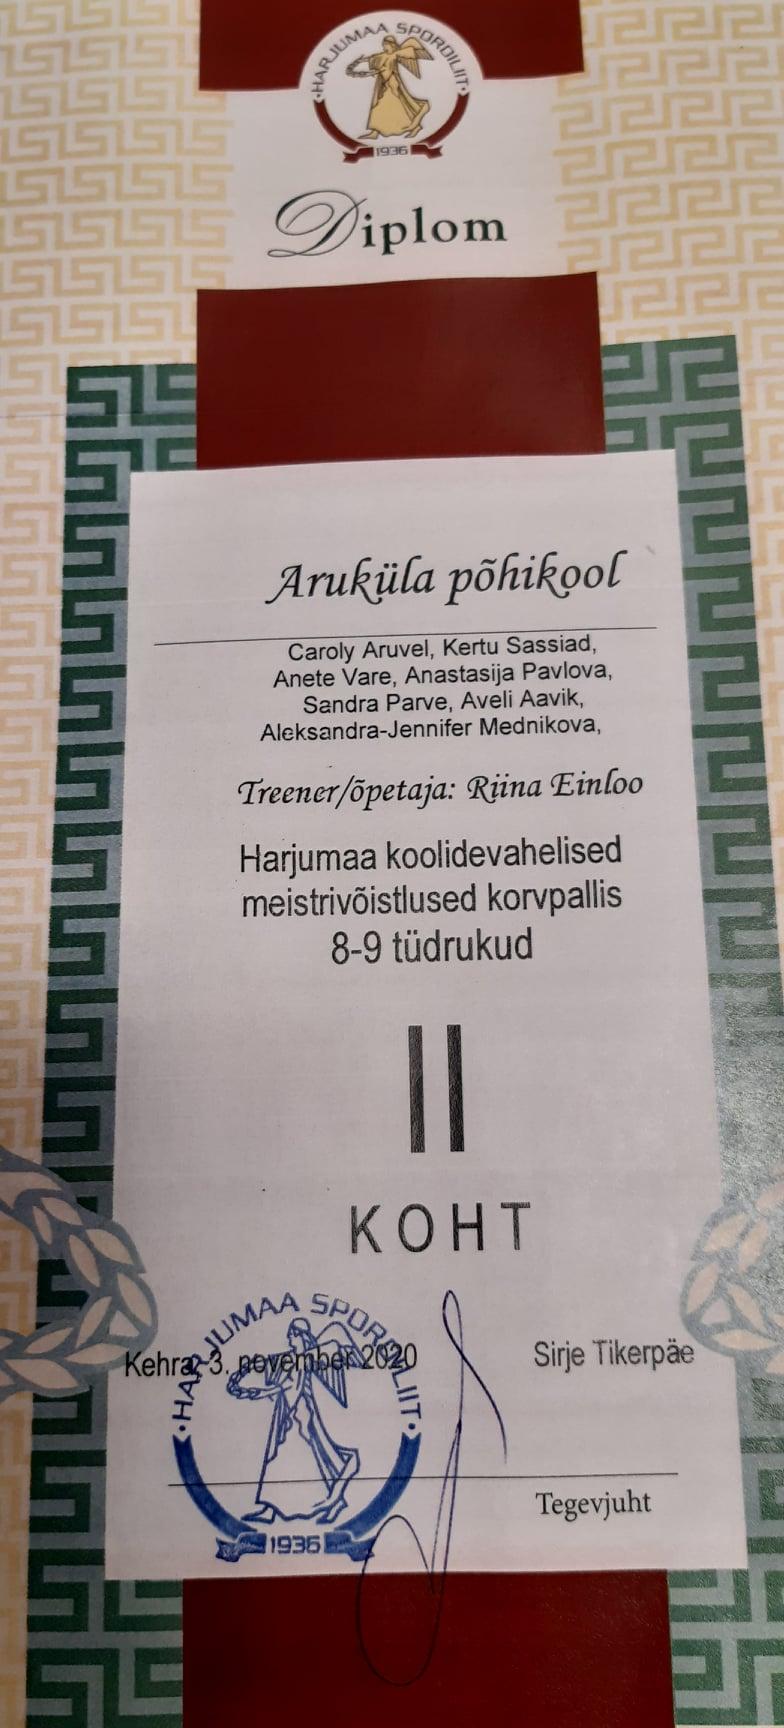 ·HARJUMAA SPORDILIIT·
1936
Diplom
Aruküla põhikool
Caroly Aruvel, Kertu Sassiad,
Anete Vare, Anastasija Pavlova,
Sandra Parve, Aveli Aavik,
Aleksandra-Jennifer Mednikova,
Treener/õpetaja: Riina Einloo
Harjumaa koolidevahelised
meistrivõistlused korvpallis
8-9 tüdrukud
II
KOHT
·HARJUMAA SPORDILIIT·
Kehra, 3. november 2020
Sirje Tikerpäe
Tegevjuht
1936